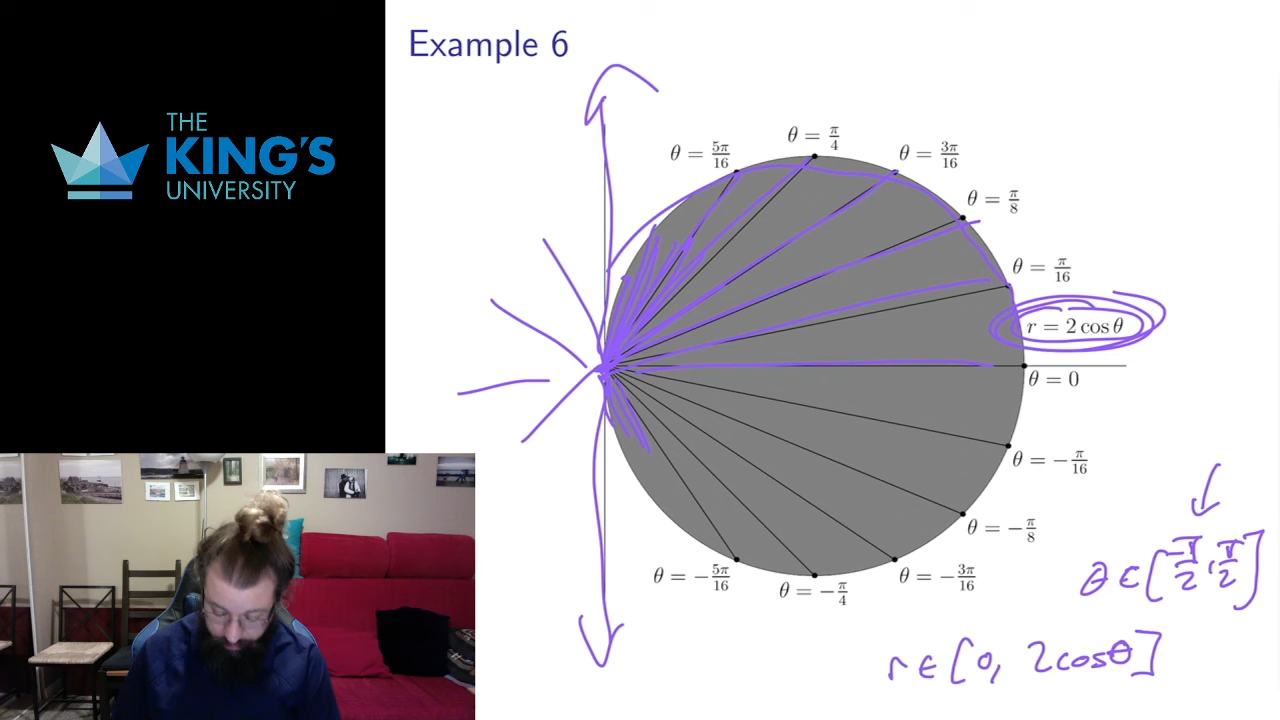 THE
KING'S
UNIVERSITY
Example 6
θ = π/4
θ = 5π/16
θ = 3π/16
θ = π/8
θ = π/16
r = 2 cos θ
θ = 0
θ = −π/16
θ = −π/8
θ = −5π/16
θ = −π/4
θ = −3π/16
θ ∈ [−π/2, π/2]
r ∈ [0, 2cosθ]